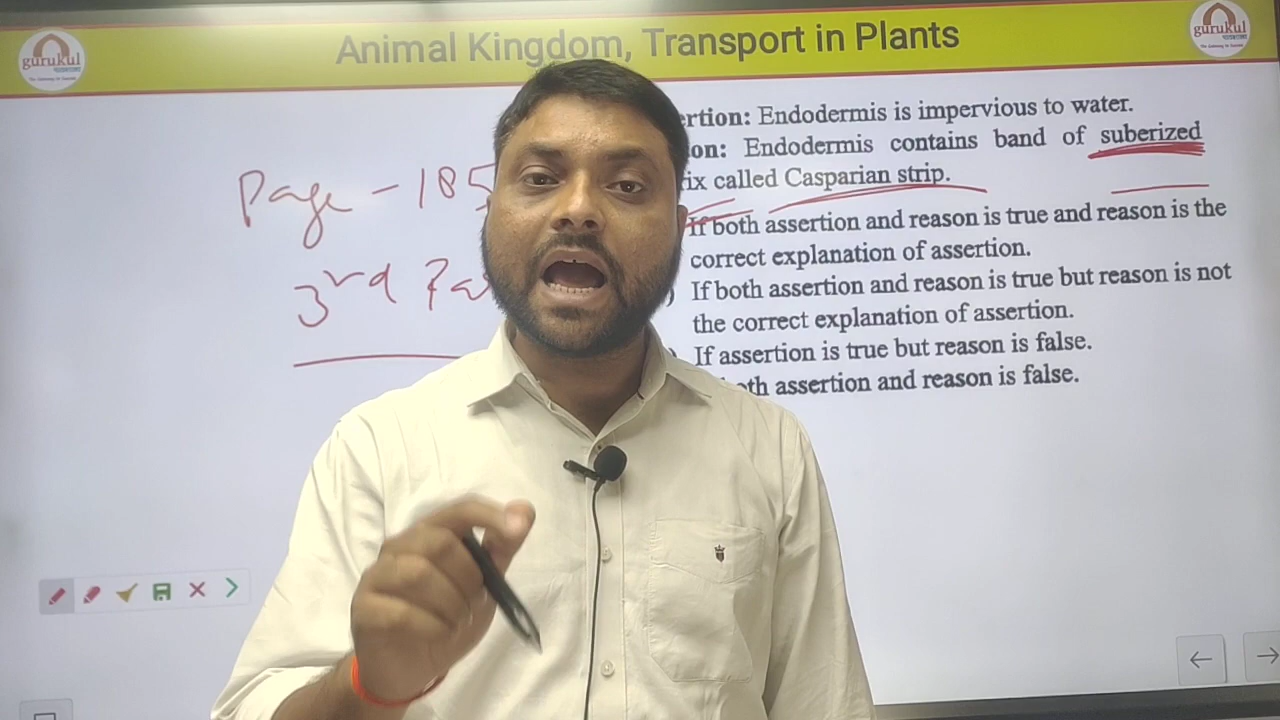 gurukul
Animal Kingdom, Transport in Plants
gurukul
rtion: Endodermis is impervious to water.
on: Endodermis contains band of suberized
ix called Casparian strip.
If both assertion and reason is true and reason is the
correct explanation of assertion.
If both assertion and reason is true but reason is not
the correct explanation of assertion.
If assertion is true but reason is false.
oth assertion and reason is false.
Page - 185
3rd